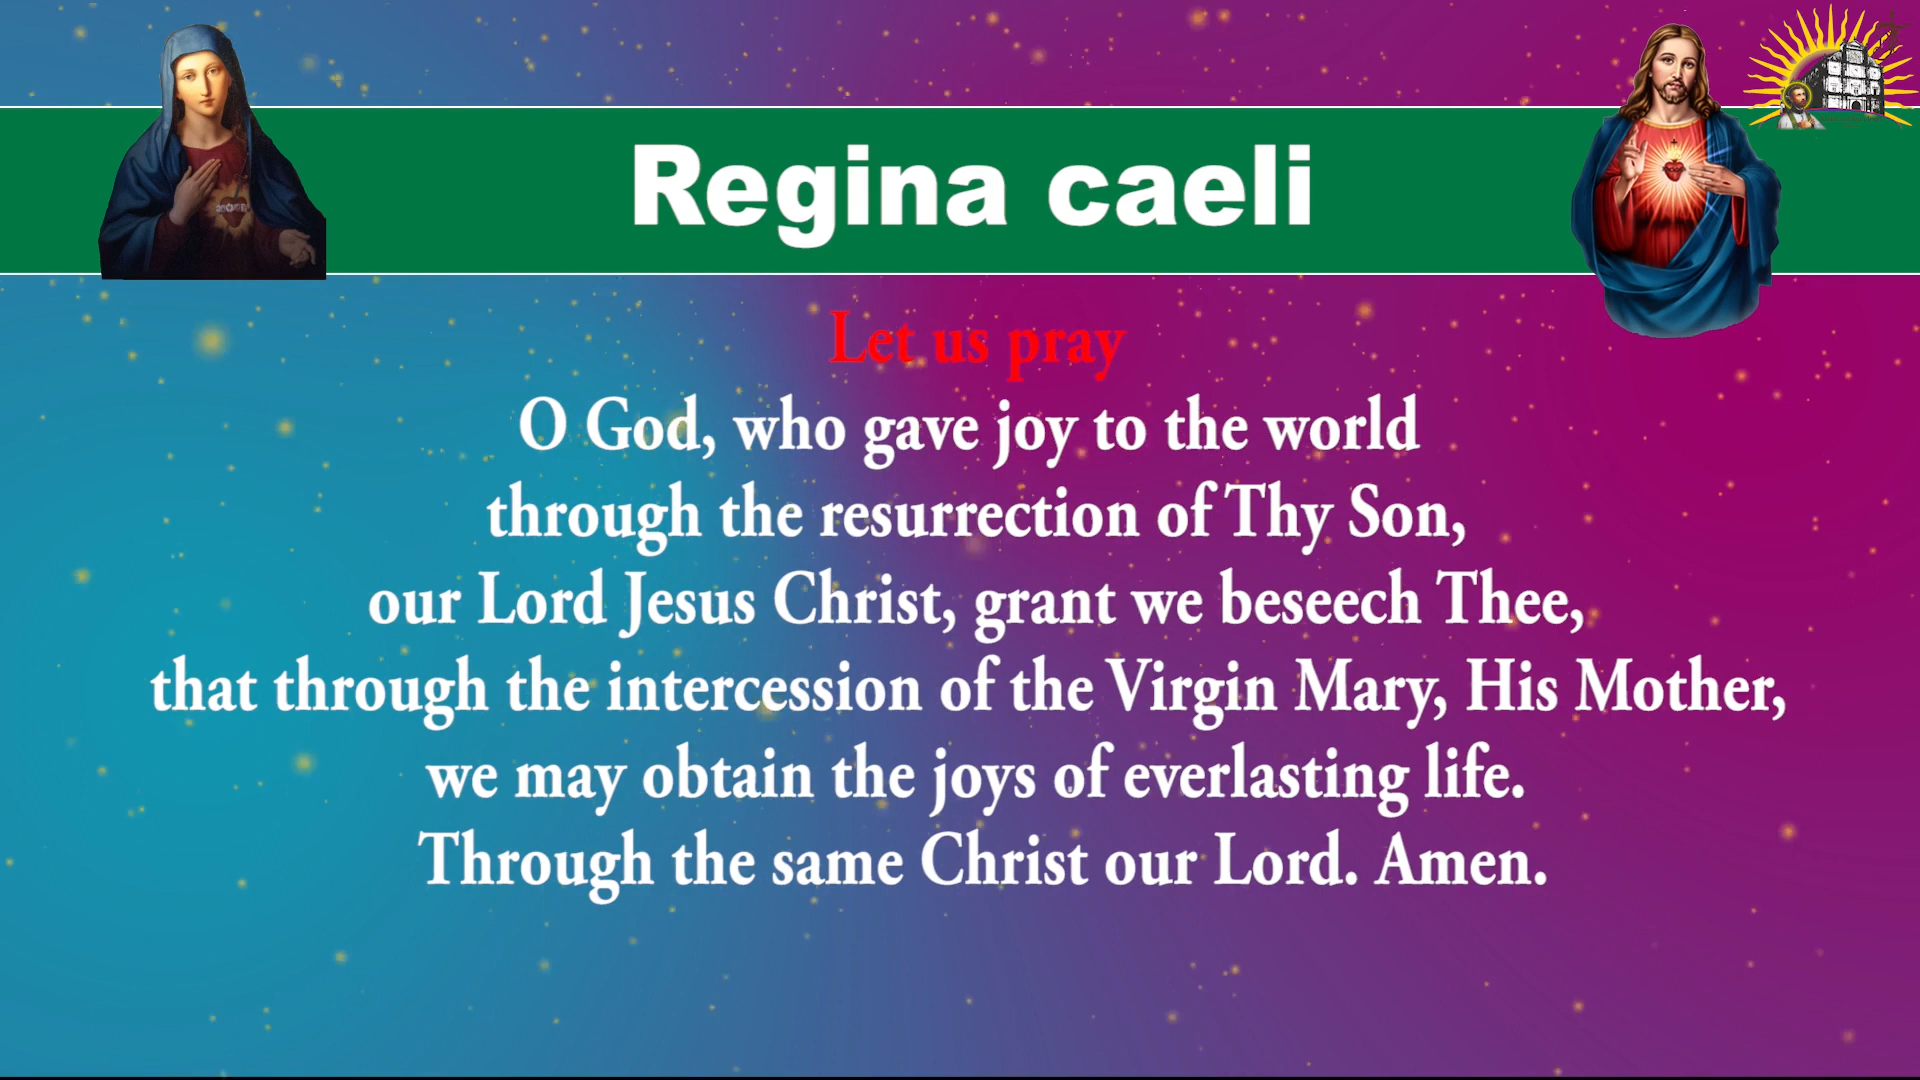 Regina caeli
Let us pray
O God, who gave joy to the world
through the resurrection of Thy Son,
our Lord Jesus Christ, grant we beseech Thee,
that through the intercession of the Virgin Mary, His Mother,
we may obtain the joys of everlasting life.
Through the same Christ our Lord. Amen.